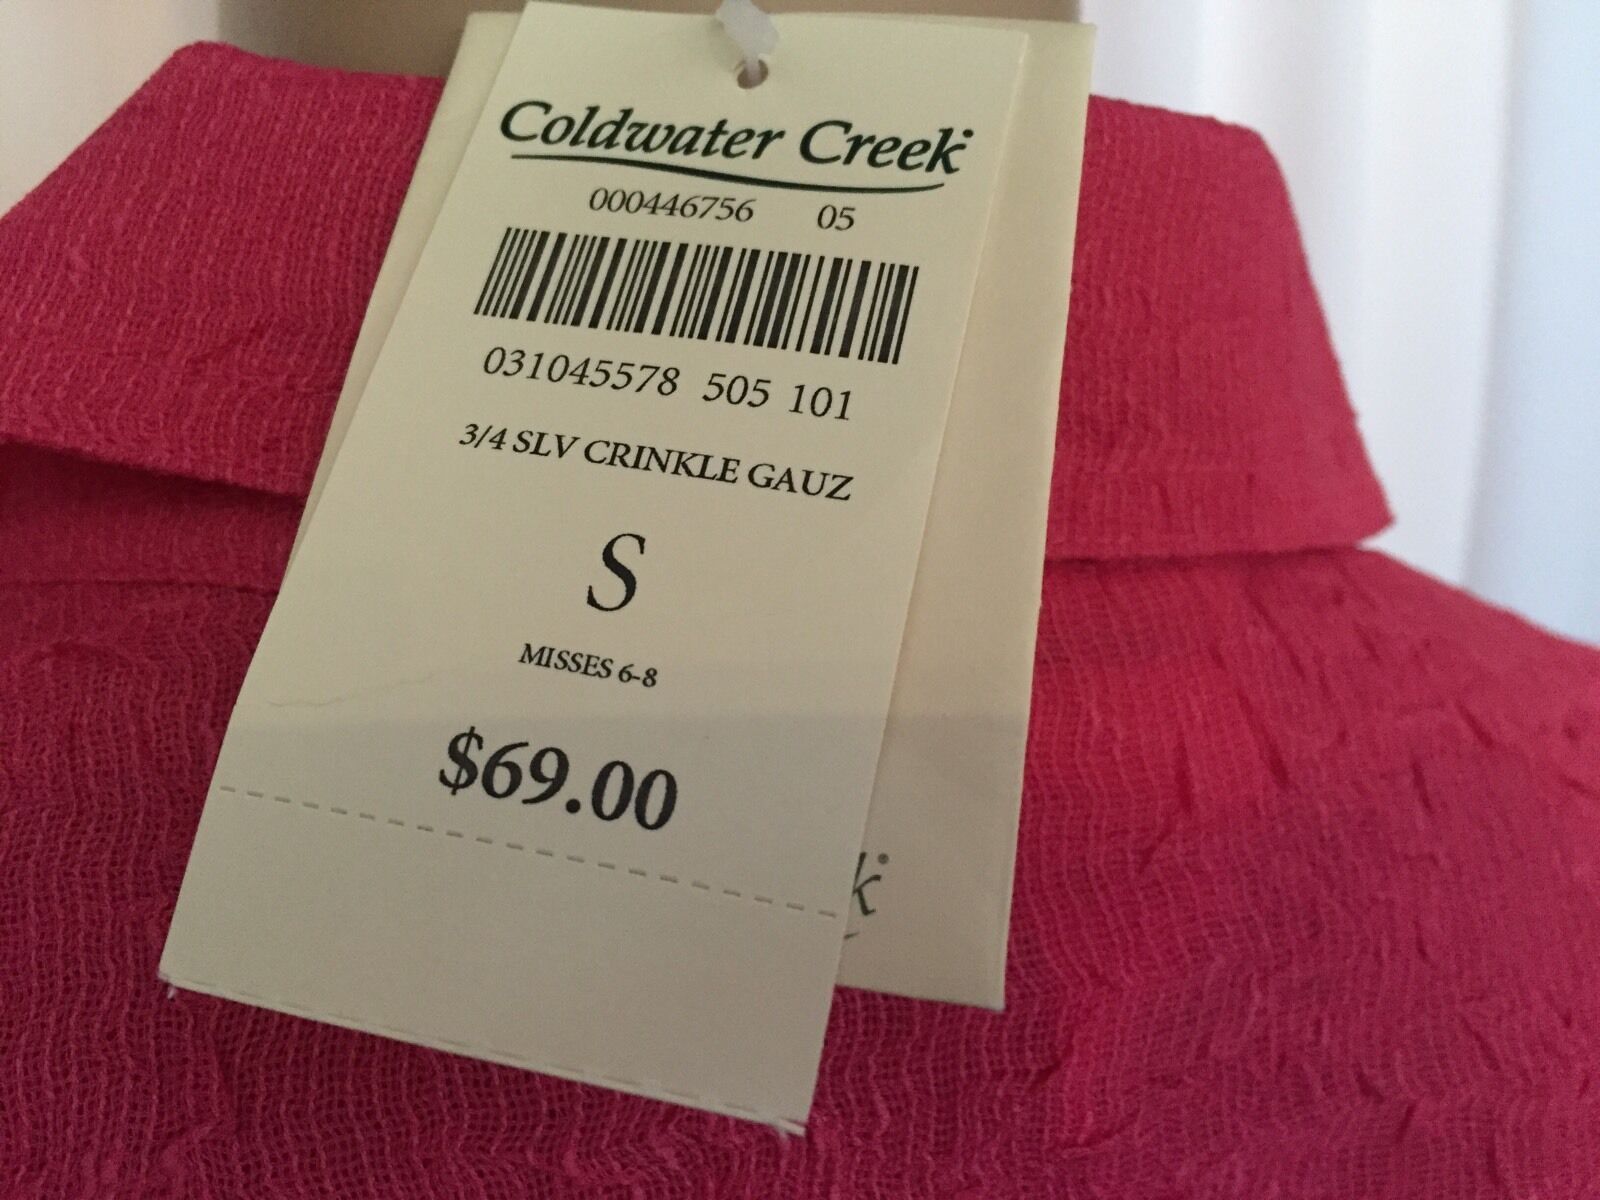 Coldwater Creek
000446756 05
031045578 505 101
3/4 SLV CRINKLE GAUZ
S
MISSES 6-8
$69.00
k